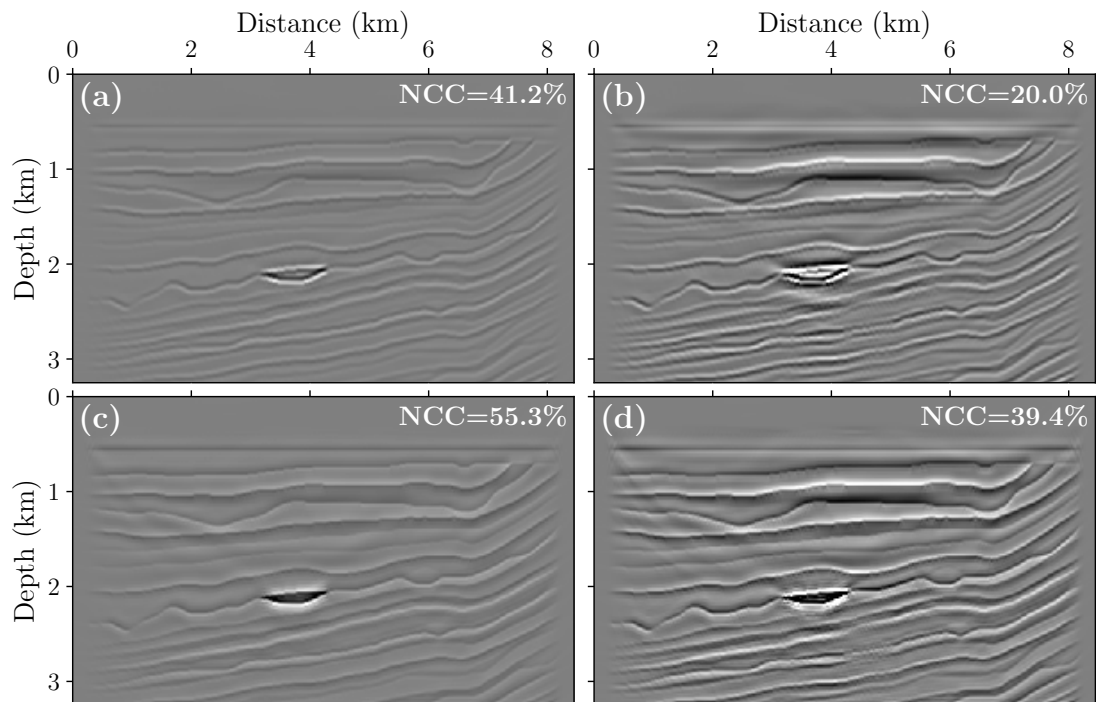 Distance (km) Distance (km)
0 2 4 6 8 0 2 4 6 8
0
(a) NCC=41.2% (b) NCC=20.0%
1
Depth (km)
2
3
0
(c) NCC=55.3% (d) NCC=39.4%
1
Depth (km)
2
3